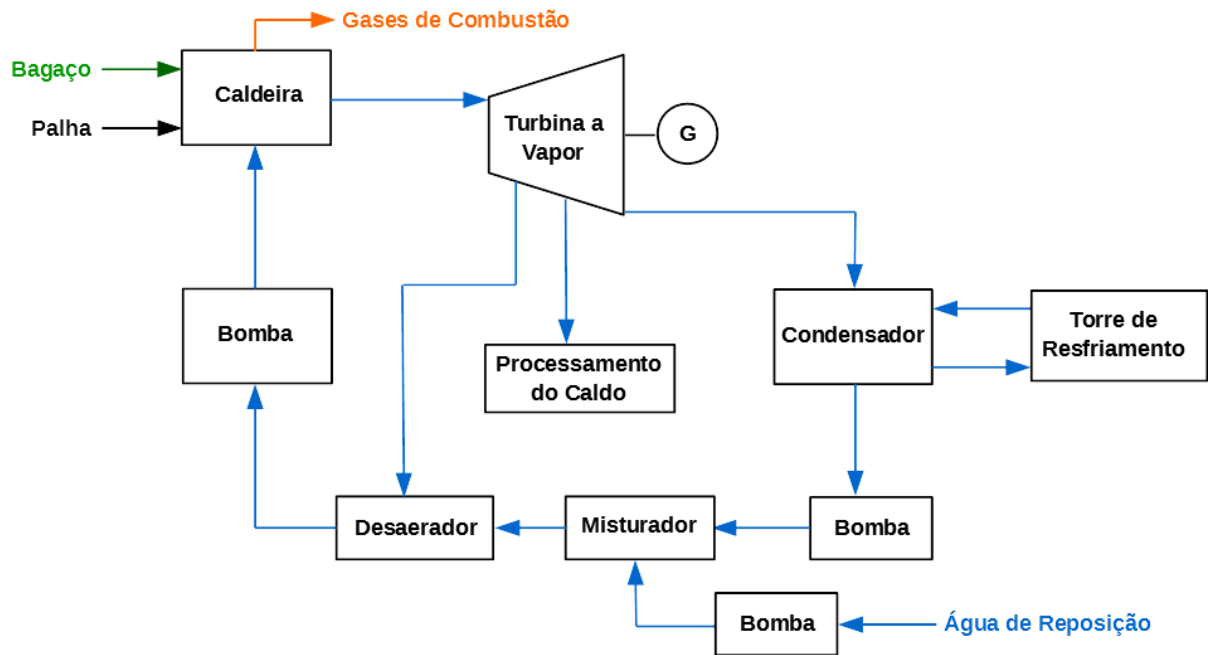 Gases de Combustão
Bagaço
Caldeira
Palha
Turbina a
Vapor
G
Bomba
Condensador
Torre de
Resfriamento
Processamento
do Caldo
Desaerador
Misturador
Bomba
Bomba
Água de Reposição